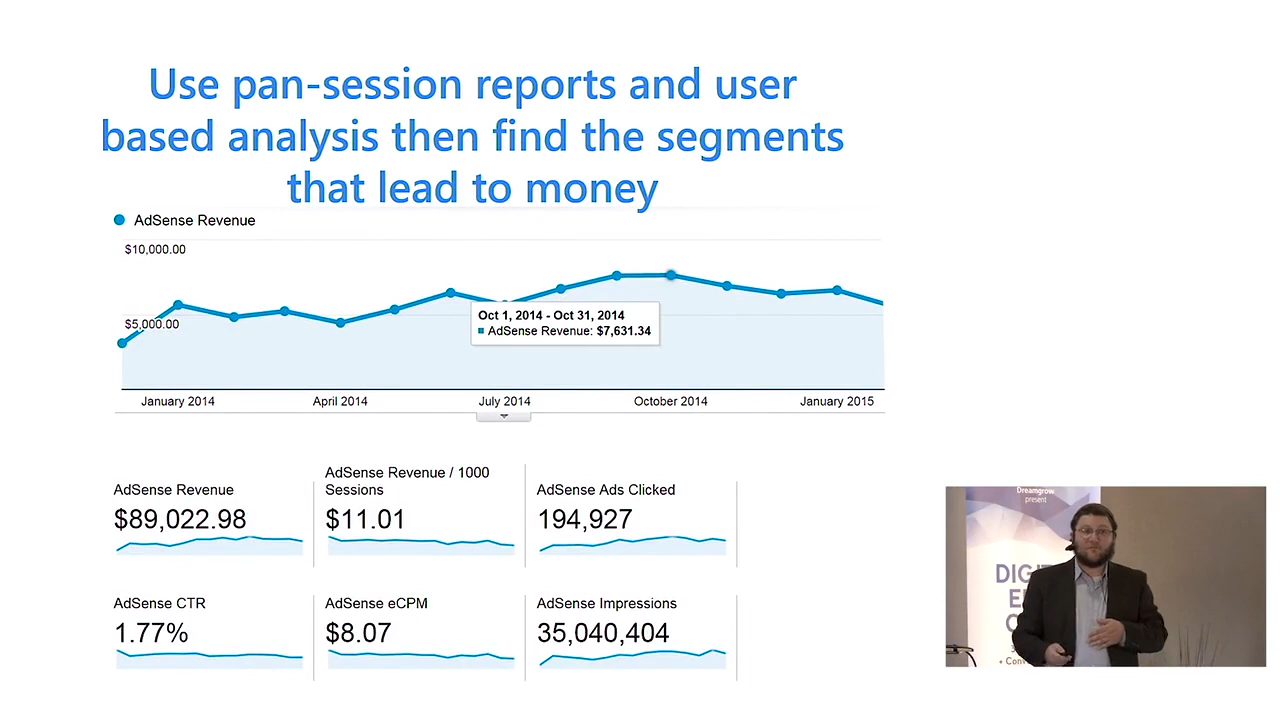 Use pan-session reports and user
based analysis then find the segments
that lead to money
AdSense Revenue
$10,000.00
$5,000.00
Oct 1, 2014 - Oct 31, 2014
AdSense Revenue: $7,631.34
January 2014
April 2014
July 2014
October 2014
January 2015
AdSense Revenue
$89,022.98
AdSense Revenue / 1000
Sessions
$11.01
AdSense Ads Clicked
194,927
AdSense CTR
1.77%
AdSense eCPM
$8.07
AdSense Impressions
35,040,404
Dreamgrow
present